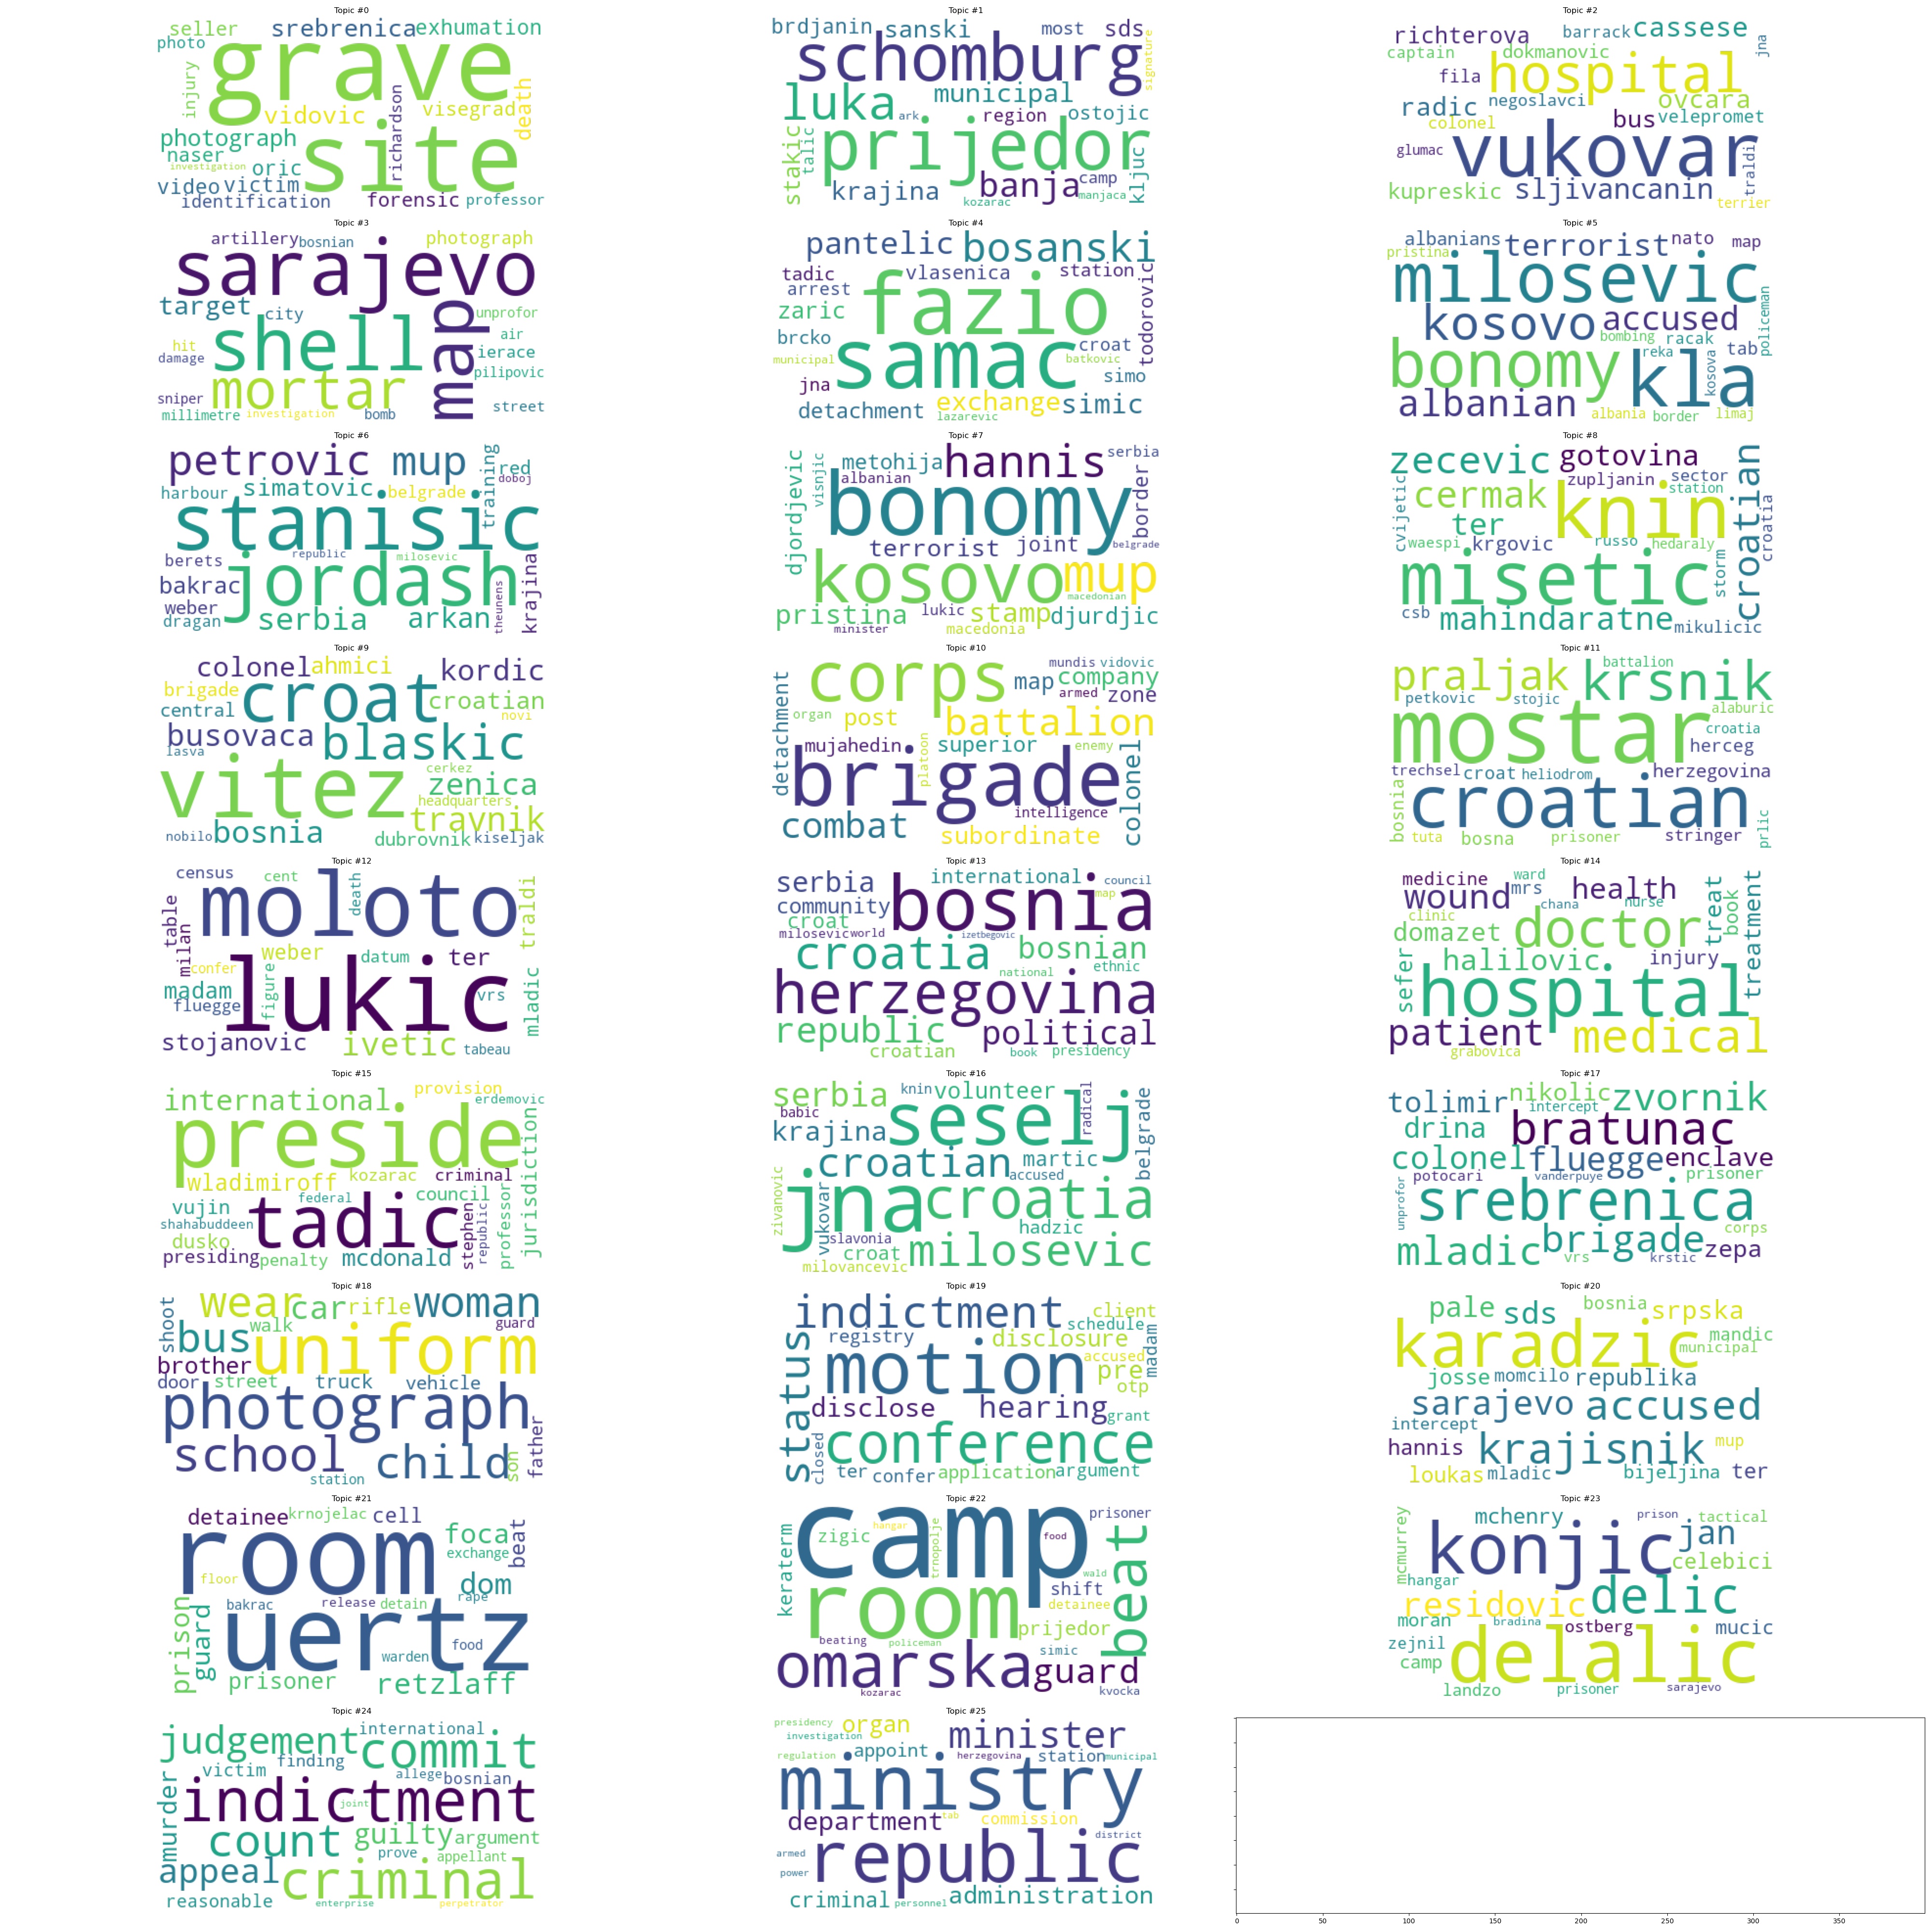 Topic #0
seller srebrenica exhumation
photo grave
injury vidovic visegrad death
photograph site richardson
naser
investigation oric
video victim
identification forensic professor
Topic #1
brdjanin sanski most sds
schomburg signature
luka municipal
ark region ostojic
stakic talic prijedor kljuc
krajina banja camp
kozarac manjaca
Topic #2
richterova barrack cassese
captain dokmanovic jna
fila hospital
radic negoslavci ovcara
colonel bus velepromet
glumac vukovar traldi
kupreskic sljivancanin
terrier
Topic #3
artillery bosnian photograph
sarajevo
target city map unprofor
hit shell air
damage ierace
mortar pilipovic
sniper street
millimetre investigation bomb
Topic #4
pantelic bosanski
tadic vlasenica station
arrest fazio todorovic
zaric
brcko croat
municipal samac batkovic
jna simo
detachment exchange simic
lazarevic
Topic #5
albanians terrorist nato map
pristina milosevic
kosovo accused policeman
bombing racak
bonomy reka kosova tab
kla
albanian albania border limaj
Topic #6
petrovic mup training red
harbour simatovic belgrade doboj
stanisic
berets republic milosevic
bakrac jordash krajina
weber
dragan serbia arkan theunens
Topic #7
metohija hannis serbia
djordjevic visnjic albanian border
bonomy
terrorist joint belgrade
kosovo mup
macedonian
pristina lukic stamp djurdjic
minister macedonia
Topic #8
zecevic gotovina croatian
zupljanin sector
cvijetic cermak station
ter knin croatia
waespi krgovic russo hedaraly
misetic storm
csb mahindaratne mikulicic
Topic #9
colonel ahmici kordic
brigade croat croatian
central novi
busovaca blaskic
lasva cerkez
vitez zenica
headquarters
travnik
nobilo bosnia dubrovnik kiseljak
Topic #10
corps mundis vidovic
map company
detachment armed zone
organ post battalion
mujahedin superior enemy
platoon
brigade colonel
intelligence
combat subordinate
Topic #11
praljak battalion krsnik
petkovic stojic alaburic
mostar croatia
herceg
trechsel croat heliodrom herzegovina
bosnia croatian
tuta bosna prisoner stringer prlic
Topic #12
census cent death
table moloto traldi
milan weber datum ter
confer
madam figure lukic vrs
fluegge mladic
stojanovic ivetic tabeau
Topic #13
serbia international council
community bosnia map
croat
milosevic world izetbegovic
croatia bosnian
national ethnic
herzegovina
republic political
croatian book presidency
Topic #14
medicine ward health
wound mrs nurse treat book treatment
clinic chana
domazet doctor
halilovic injury
sefer hospital
patient medical
grabovica
Topic #15
international provision
erdemovic
preside
wladimiroff kozarac criminal jurisdiction
vujin federal council
shahabuddeen tadic stephen republic professor
dusko
presiding penalty mcdonald
Topic #16
serbia knin volunteer
babic seselj radical belgrade
krajina
croatian martic
accused
zivanovic vukovar jna croatia
slavonia hadzic
croat milosevic
milovancevic
Topic #17
tolimir nikolic zvornik
intercept
drina bratunac
colonel fluegge enclave
potocari vanderpuye prisoner
unprofor srebrenica
corps
mladic brigade zepa
vrs krstic
Topic #18
wear car rifle woman
shoot walk guard
bus uniform
brother
door street truck vehicle
photograph
school child son father
station
Topic #19
indictment client
registry schedule
status disclosure madam
motion accused
pre
otp
disclose hearing grant
conference
closed ter confer application argument
Topic #20
pale sds bosnia srpska
karadzic mandic
municipal
josse momcilo republika
sarajevo accused
intercept
hannis krajisnik mup
loukas mladic bijeljina ter
Topic #21
detainee krnojelac cell
room foca beat
exchange
floor dom
bakrac release detain rape
prison guard uertz
warden food
prisoner retzlaff
Topic #22
camp prisoner
keraterm zigic hangar trnopolje food beat
wald
room shift
detainee
beating policeman prijedor
omarska simic guard
kozarac kvocka
Topic #23
mchenry prison tactical
mcmurrey konjic jan
celebici
hangar residovic delic
moran bradina ostberg mucic
zejnil
camp delalic
landzo prisoner sarajevo
Topic #24
judgement international commit
victim finding
allege bosnian
murder indictment
joint
count guilty argument
prove appellant
appeal criminal
reasonable enterprise perpetrator
Topic #25
presidency organ minister
investigation
regulation appoint herzegovina station municipal
ministry
department tab commission
district
armed republic
power
criminal personnel administration
0 50 100 150 200 250 300 350